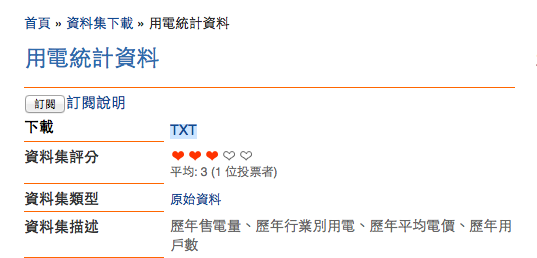 首頁 » 資料集下載 » 用電統計資料
用電統計資料
訂閱 訂閱說明
下載 TXT
資料集評分
平均: 3 (1 位投票者)
資料集類型 原始資料
資料集描述 歷年售電量、歷年行業別用電、歷年平均電價、歷年用
戶數